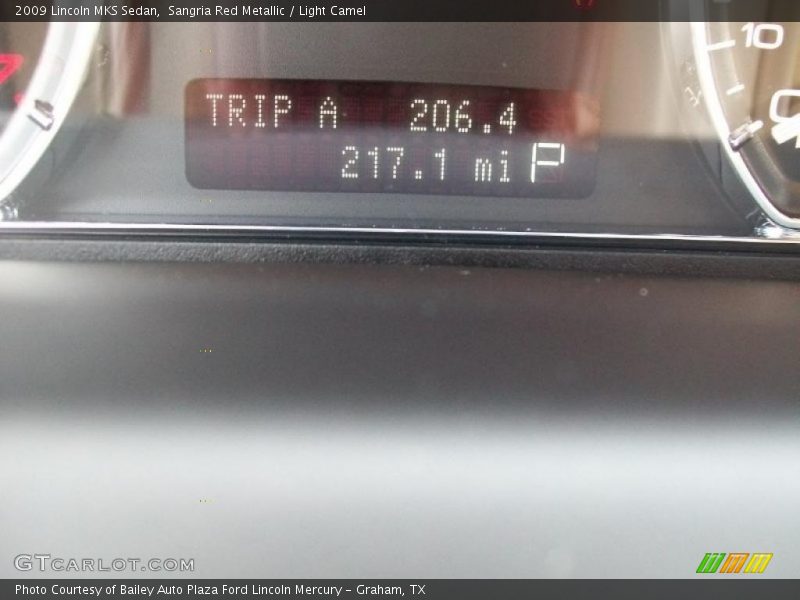 2009 Lincoln MKS Sedan, Sangria Red Metallic / Light Camel
10
TRIP A 206.4
217.1 mi P
GTCARLOT.COM
Photo Courtesy of Bailey Auto Plaza Ford Lincoln Mercury - Graham, TX